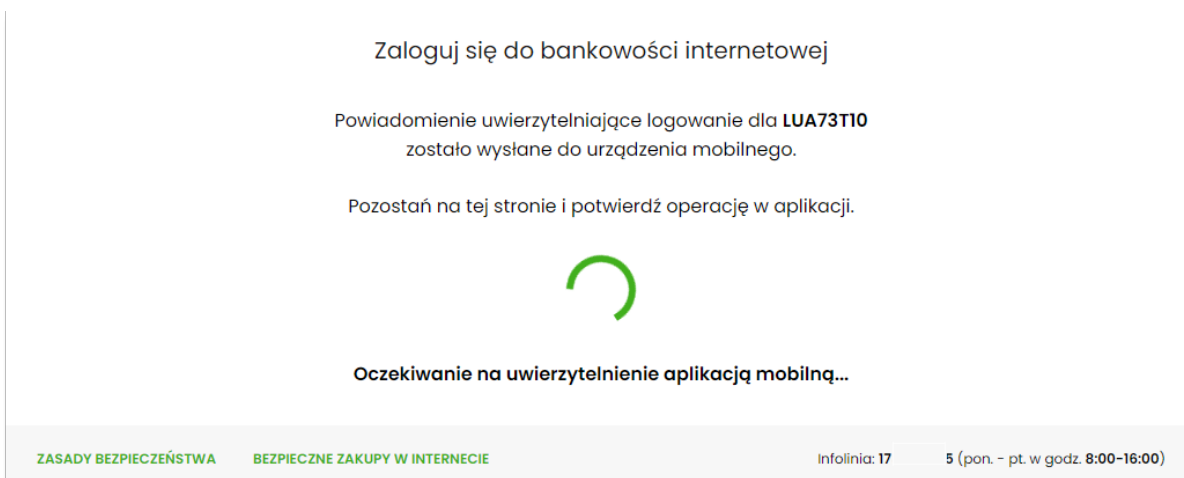 Zaloguj się do bankowości internetowej
Powiadomienie uwierzytelniające logowanie dla LUA73T10
zostało wysłane do urządzenia mobilnego.
Pozostań na tej stronie i potwierdź operację w aplikacji.
Oczekiwanie na uwierzytelnienie aplikacją mobilną...
ZASADY BEZPIECZEŃSTWA BEZPIECZNE ZAKUPY W INTERNECIE Infolinia: 17 5 (pon. - pt. w godz. 8:00-16:00)